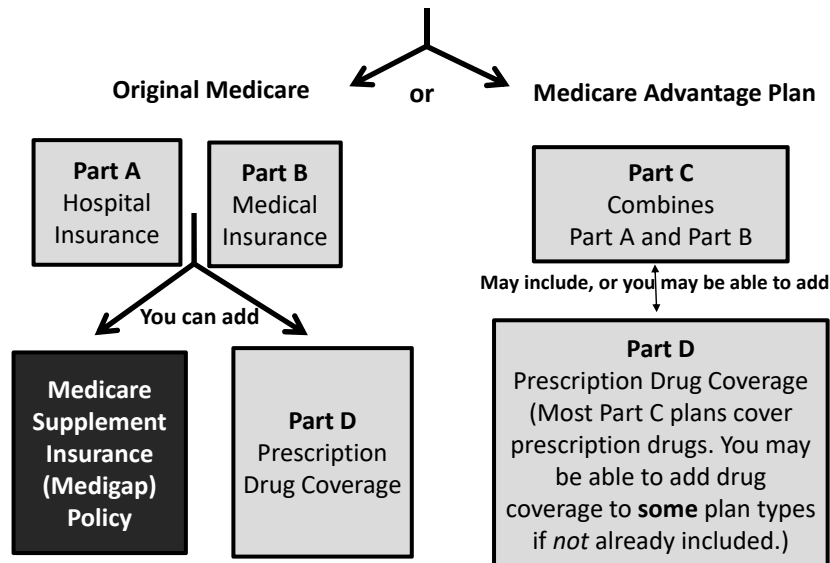 Original Medicare or Medicare Advantage Plan
Part A
Hospital
Insurance
Part B
Medical
Insurance
You can add
Medicare
Supplement
Insurance
(Medigap)
Policy
Part D
Prescription
Drug Coverage
Part C
Combines
Part A and Part B
May include, or you may be able to add
Part D
Prescription Drug Coverage
(Most Part C plans cover
prescription drugs. You may
be able to add drug
coverage to some plan types
if not already included.)